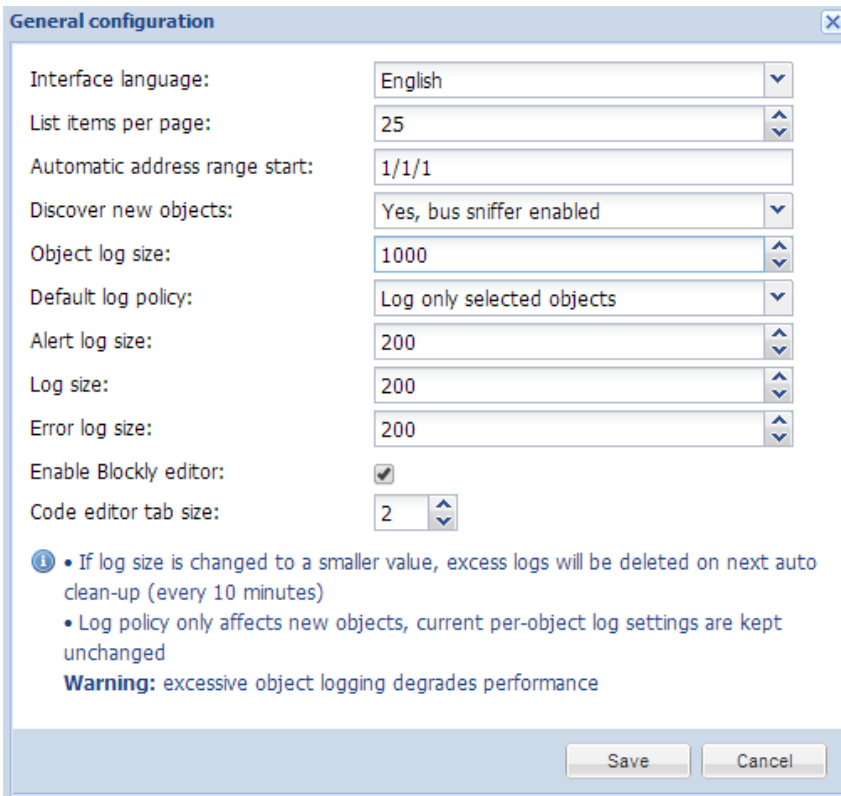 General configuration
Interface language: English
List items per page: 25
Automatic address range start: 1/1/1
Discover new objects: Yes, bus sniffer enabled
Object log size: 1000
Default log policy: Log only selected objects
Alert log size: 200
Log size: 200
Error log size: 200
Enable Blockly editor:
Code editor tab size: 2
• If log size is changed to a smaller value, excess logs will be deleted on next auto
clean-up (every 10 minutes)
• Log policy only affects new objects, current per-object log settings are kept
unchanged
Warning: excessive object logging degrades performance
Save Cancel